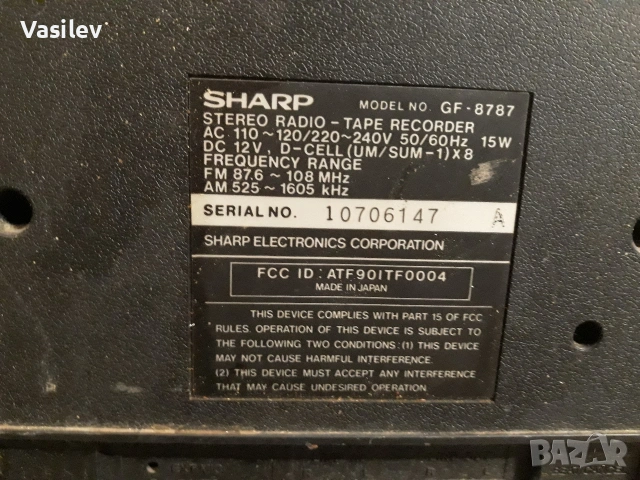 Vasilev
SHARP MODEL NO. GF-8787
STEREO RADIO-TAPE RECORDER
AC 110~120/220~240V 50/60Hz 15W
DC 12V, D-CELL (UM/SUM-1) X 8
FREQUENCY RANGE
FM 87.6 ~ 108 MHz
AM 525 ~ 1605 kHz
SERIAL NO. 10706147 A
SHARP ELECTRONICS CORPORATION
FCC ID: ATF90ITF0004
MADE IN JAPAN
THIS DEVICE COMPLIES WITH PART 15 OF FCC
RULES. OPERATION OF THIS DEVICE IS SUBJECT TO
THE FOLLOWING TWO CONDITIONS: (1) THIS DEVICE
MAY NOT CAUSE HARMFUL INTERFERENCE.
(2) THIS DEVICE MUST ACCEPT ANY INTERFERENCE
THAT MAY CAUSE UNDESIRED OPERATION.
BAZAR